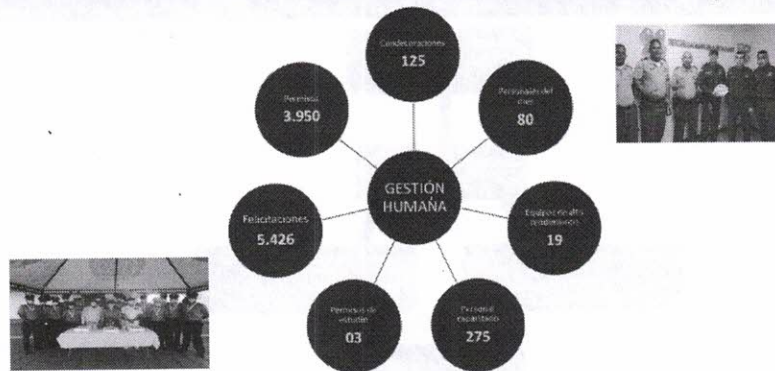 Condecoraciones
125
Personales del
mes
80
Equipos de alto
rendimiento
19
Personal
capacitado
275
Permisos de
estudio
03
Felicitaciones
5.426
Permisos
3.950
GESTIÓN
HUMANA